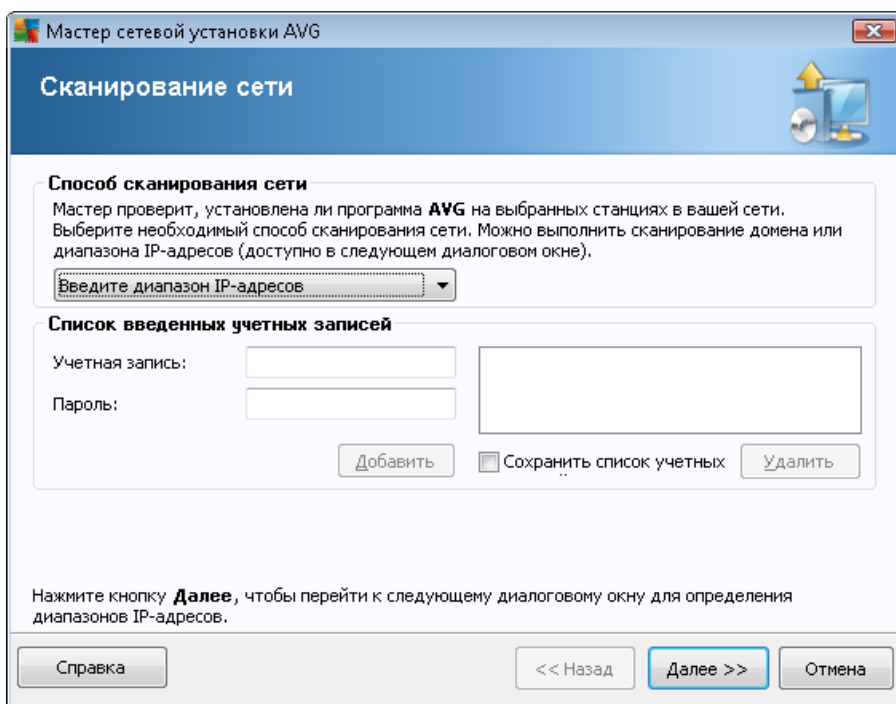 Мастер сетевой установки AVG
Сканирование сети
Способ сканирования сети
Мастер проверит, установлена ли программа AVG на выбранных станциях в вашей сети.
Выберите необходимый способ сканирования сети. Можно выполнить сканирование домена или
диапазона IP-адресов (доступно в следующем диалоговом окне).
Введите диапазон IP-адресов
Список введенных учетных записей
Учетная запись:
Пароль:
Добавить
Сохранить список учетных
Удалить
Нажмите кнопку Далее, чтобы перейти к следующему диалоговому окну для определения
диапазонов IP-адресов.
Справка
<< Назад
Далее >>
Отмена